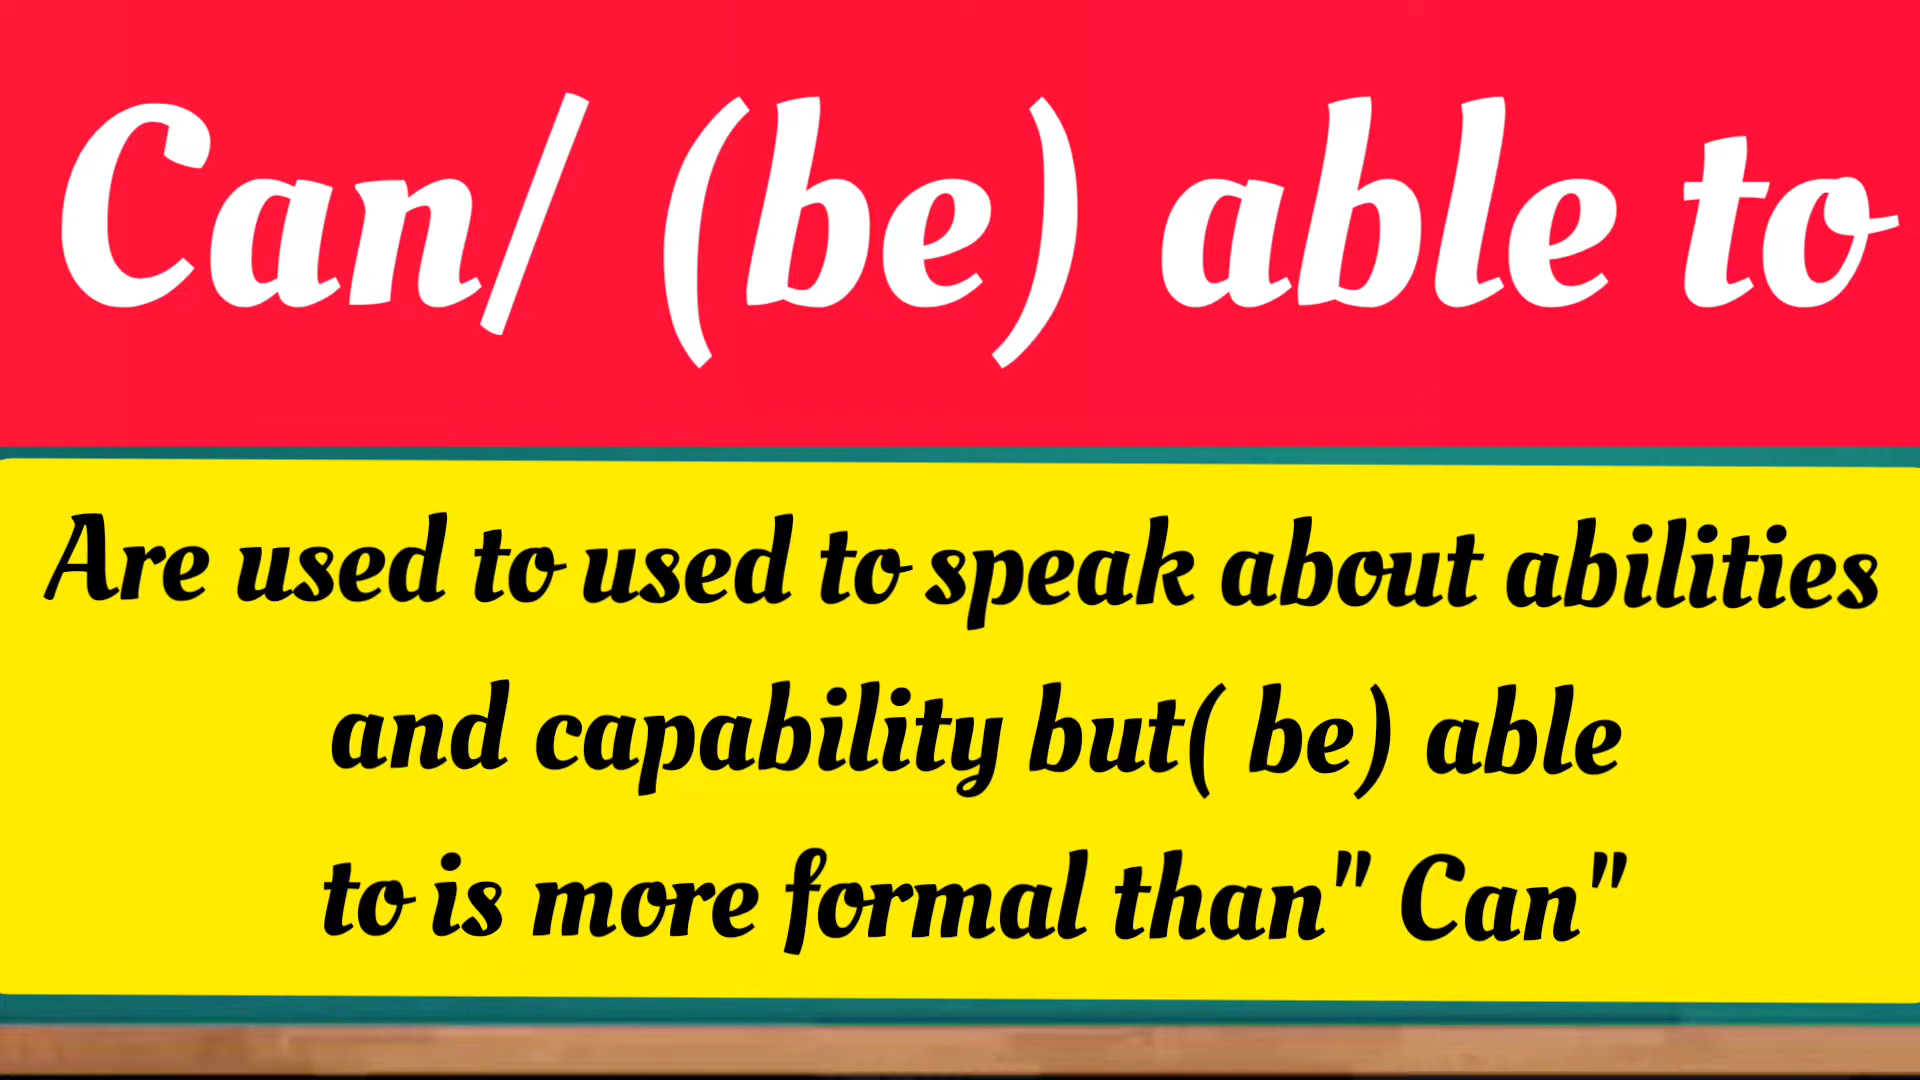 Can/ (be) able to
Are used to used to speak about abilities
and capability but( be) able
to is more formal than" Can"